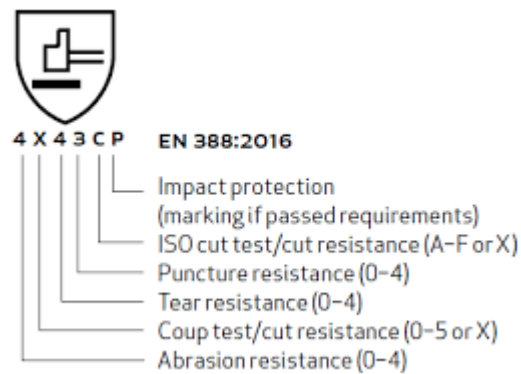 4 X 4 3 C P EN 388:2016
Impact protection
(marking if passed requirements)
ISO cut test/cut resistance (A–F or X)
Puncture resistance (0–4)
Tear resistance (0–4)
Coup test/cut resistance (0–5 or X)
Abrasion resistance (0–4)